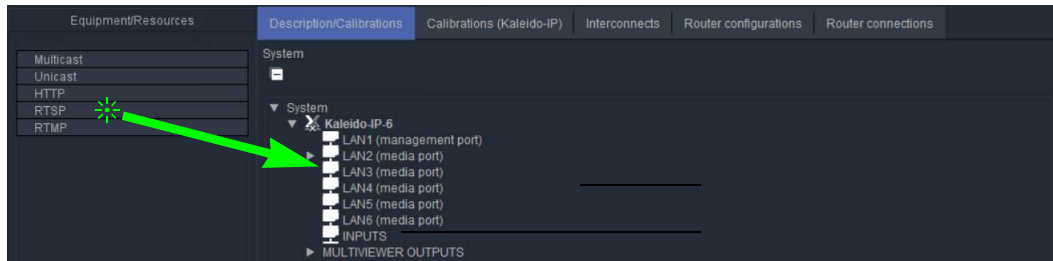 Equipment/Resources
Description/Calibrations
Calibrations (Kaleido-IP)
Interconnects
Router configurations
Router connections
Multicast
Unicast
HTTP
RTSP
RTMP
System
System
Kaleido-IP-6
LAN1 (management port)
LAN2 (media port)
LAN3 (media port)
LAN4 (media port)
LAN5 (media port)
LAN6 (media port)
INPUTS
MULTIVIEWER OUTPUTS